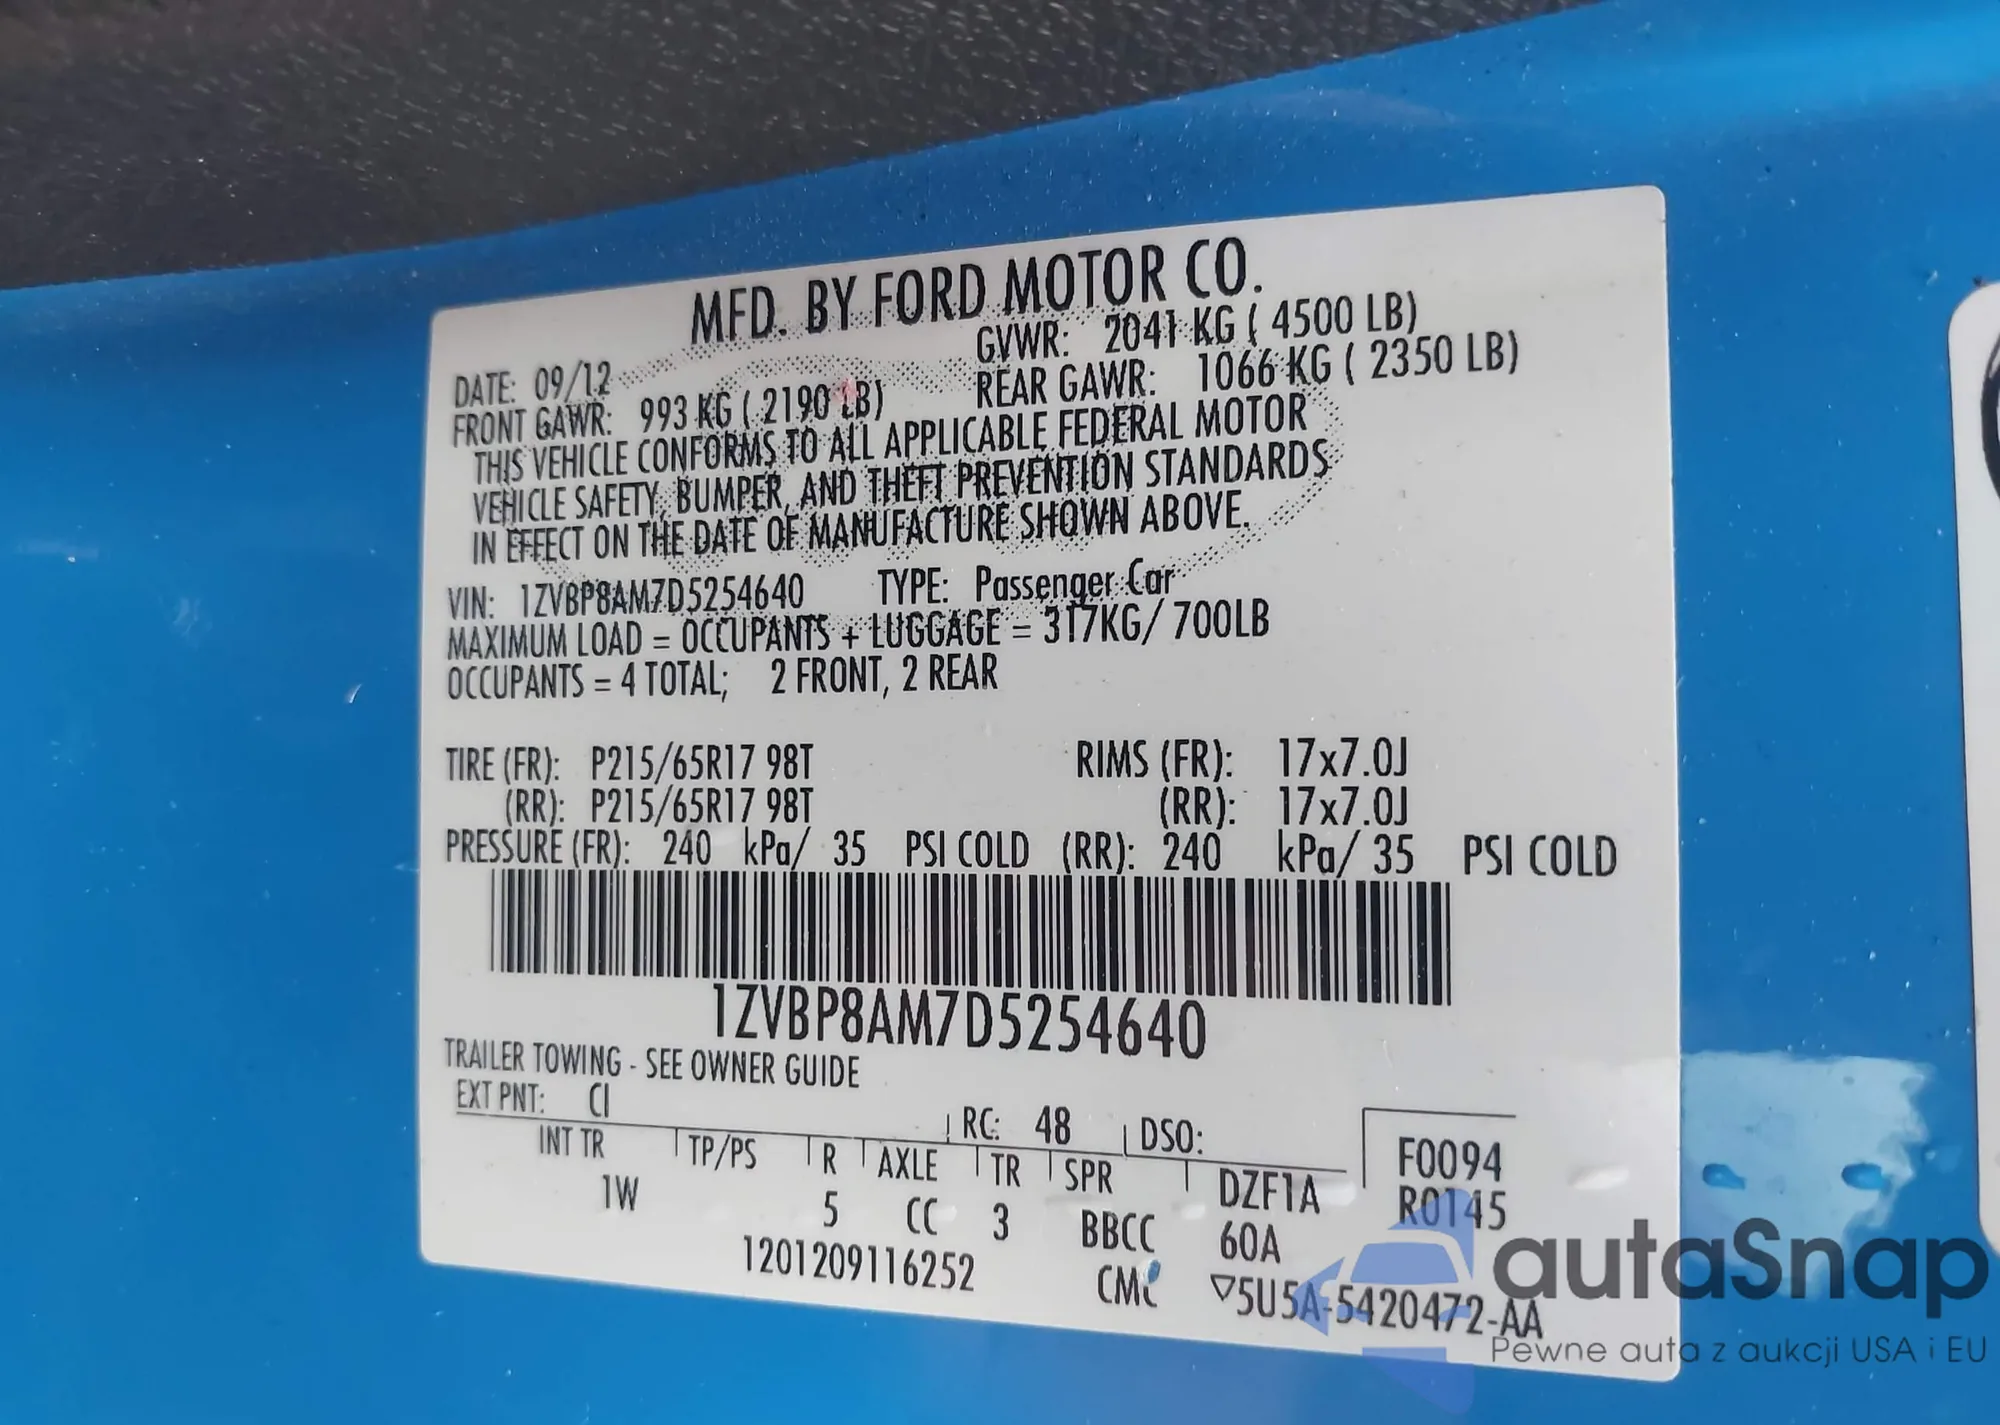 MFD. BY FORD MOTOR CO.
DATE: 09/12 GVWR: 2041 KG ( 4500 LB)
FRONT GAWR: 993 KG ( 2190 LB) REAR GAWR: 1066 KG ( 2350 LB)
THIS VEHICLE CONFORMS TO ALL APPLICABLE FEDERAL MOTOR
VEHICLE SAFETY, BUMPER, AND THEFT PREVENTION STANDARDS
IN EFFECT ON THE DATE OF MANUFACTURE SHOWN ABOVE.
VIN: 1ZVBP8AM7D5254640 TYPE: Passenger Car
MAXIMUM LOAD = OCCUPANTS + LUGGAGE = 317KG/ 700LB
OCCUPANTS = 4 TOTAL; 2 FRONT, 2 REAR
TIRE (FR): P215/65R17 98T RIMS (FR): 17x7.0J
(RR): P215/65R17 98T (RR): 17x7.0J
PRESSURE (FR): 240 kPa/ 35 PSI COLD (RR): 240 kPa/ 35 PSI COLD
1ZVBP8AM7D5254640
TRAILER TOWING - SEE OWNER GUIDE
EXT PNT: CI RC: 48 DSO:
INT TR TP/PS R AXLE TR SPR DZF1A F0094
1W 5 CC 3 BBCC 60A R0145
1201209116252 CMC ▽5U5A-5420472-AA
autaSnap
Pewne auta z aukcji USA i EU